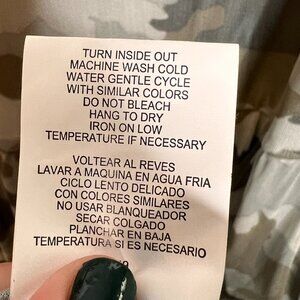 TURN INSIDE OUT
MACHINE WASH COLD
WATER GENTLE CYCLE
WITH SIMILAR COLORS
DO NOT BLEACH
HANG TO DRY
IRON ON LOW
TEMPERATURE IF NECESSARY
VOLTEAR AL REVES
LAVAR A MAQUINA EN AGUA FRIA
CICLO LENTO DELICADO
CON COLORES SIMILARES
NO USAR BLANQUEADOR
SECAR COLGADO
PLANCHAR EN BAJA
TEMPERATURA SI ES NECESARIO